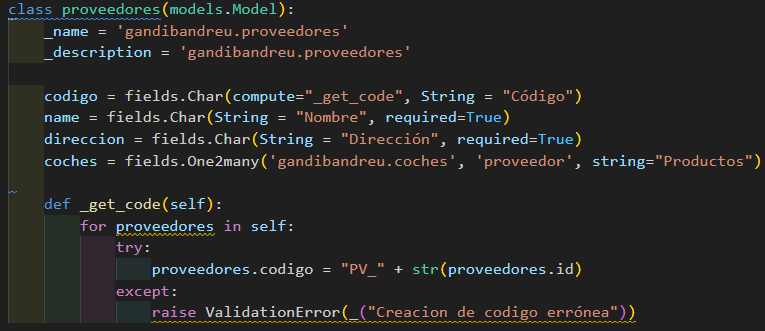 class proveedores(models.Model):
    _name = 'gandibandreu.proveedores'
    _description = 'gandibandreu.proveedores'
    codigo = fields.Char(compute="_get_code", String = "Código")
    name = fields.Char(String = "Nombre", required=True)
    direccion = fields.Char(String = "Dirección", required=True)
    coches = fields.One2many('gandibandreu.coches', 'proveedor', string="Productos")
    def _get_code(self):
        for proveedores in self:
            try:
                proveedores.codigo = "PV_" + str(proveedores.id)
            except:
                raise ValidationError(_("Creacion de codigo errónea"))